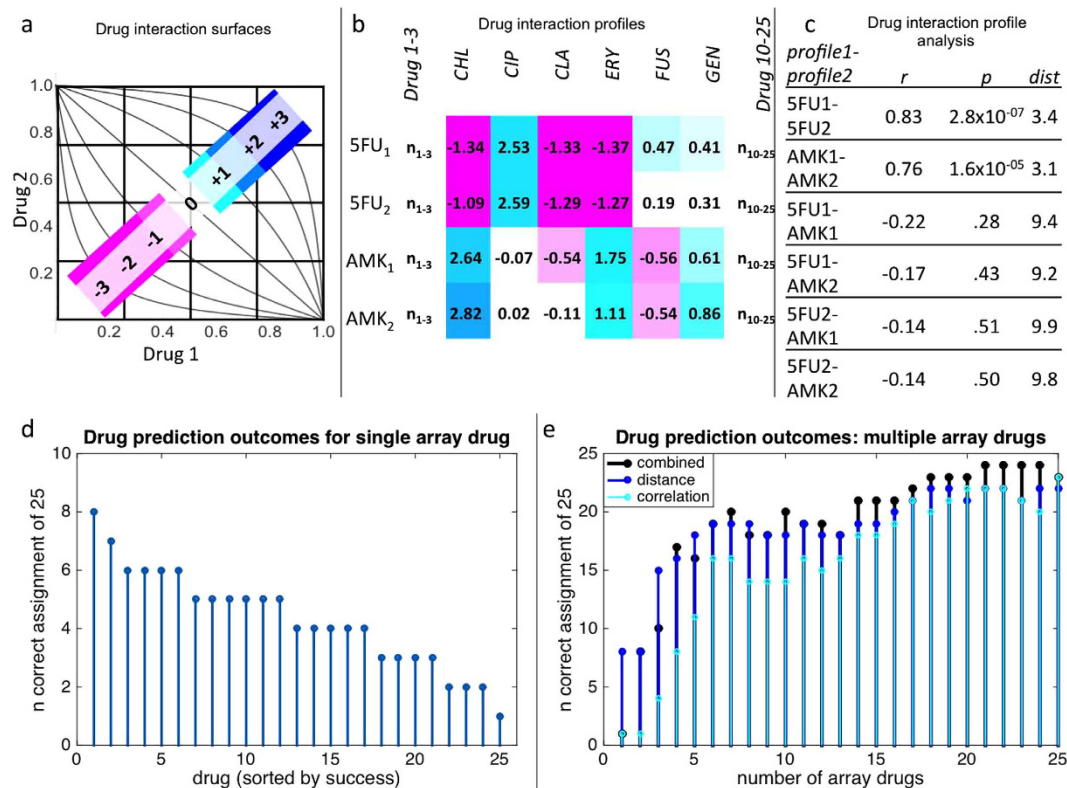 a
Drug interaction surfaces
1.0
0.8
0.6
0.4
0.2
Drug 2
-3 -2 -1 0 +1 +2 +3
0.2 0.4 0.6 0.8 1.0
Drug 1
b
Drug interaction profiles
Drug 1-3 CHL CIP CLA ERY FUS GEN Drug 10-25
5FU1 n1-3 -1.34 2.53 -1.33 -1.37 0.47 0.41 n10-25
5FU2 n1-3 -1.09 2.59 -1.29 -1.27 0.19 0.31 n10-25
AMK1 n1-3 2.64 -0.07 -0.54 1.75 -0.56 0.61 n10-25
AMK2 n1-3 2.82 0.02 -0.11 1.11 -0.54 0.86 n10-25
c
Drug interaction profile
analysis
profile1-
profile2 r p dist
5FU1-
5FU2 0.83 2.8x10-07 3.4
AMK1-
AMK2 0.76 1.6x10-05 3.1
5FU1-
AMK1 -0.22 .28 9.4
5FU1-
AMK2 -0.17 .43 9.2
5FU2-
AMK1 -0.14 .51 9.9
5FU2-
AMK2 -0.14 .50 9.8
d
Drug prediction outcomes for single array drug
n correct assignment of 25
10
8
6
4
2
0
0 5 10 15 20 25
drug (sorted by success)
e
Drug prediction outcomes: multiple array drugs
combined
distance
correlation
n correct assignment of 25
25
20
15
10
5
0
0 5 10 15 20 25
number of array drugs